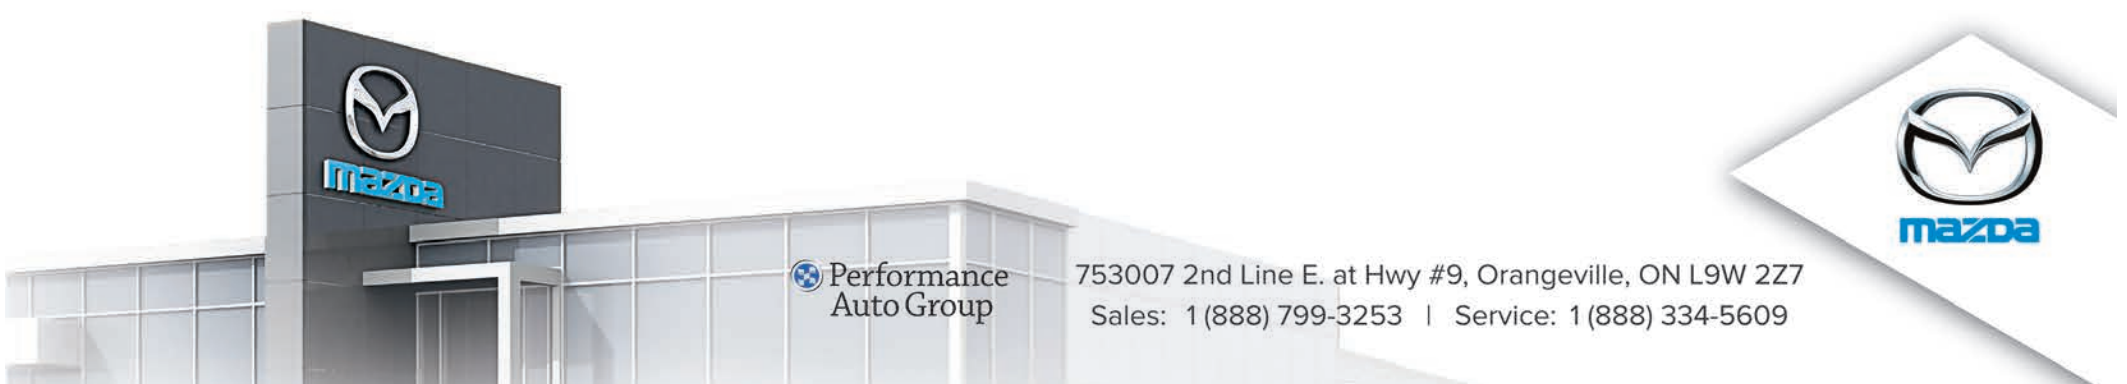 mazda
Performance
Auto Group
753007 2nd Line E. at Hwy #9, Orangeville, ON L9W 2Z7
Sales: 1 (888) 799-3253 | Service: 1 (888) 334-5609
mazda